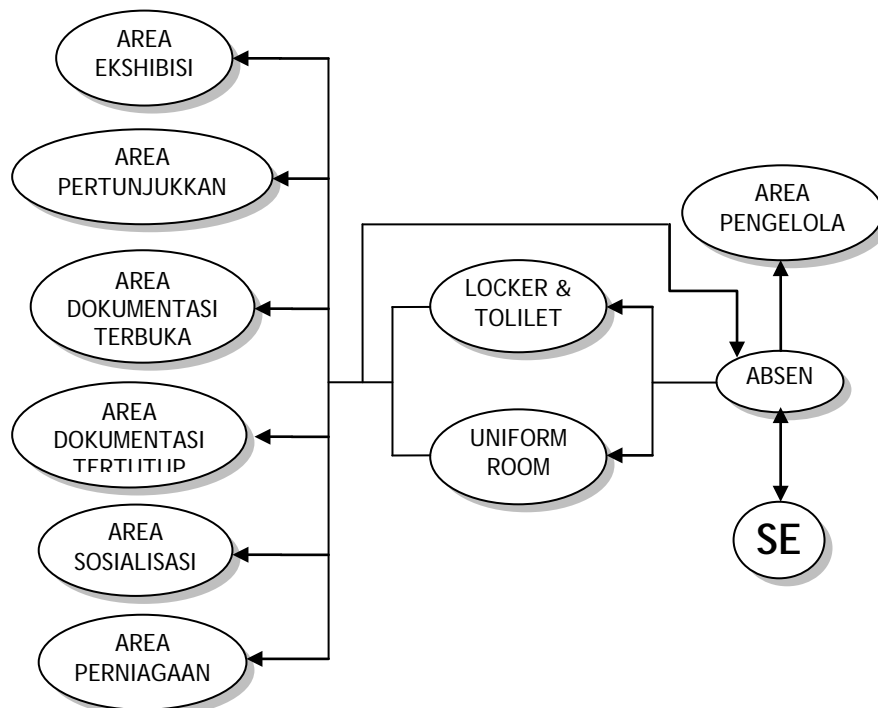 AREA
EKSHIBISI
AREA
PERTUNJUKKAN
AREA
DOKUMENTASI
TERBUKA
AREA
DOKUMENTASI
TERTUTUP
AREA
SOSIALISASI
AREA
PERNIAGAAN
LOCKER &
TOLILET
UNIFORM
ROOM
AREA
PENGELOLA
ABSEN
SE